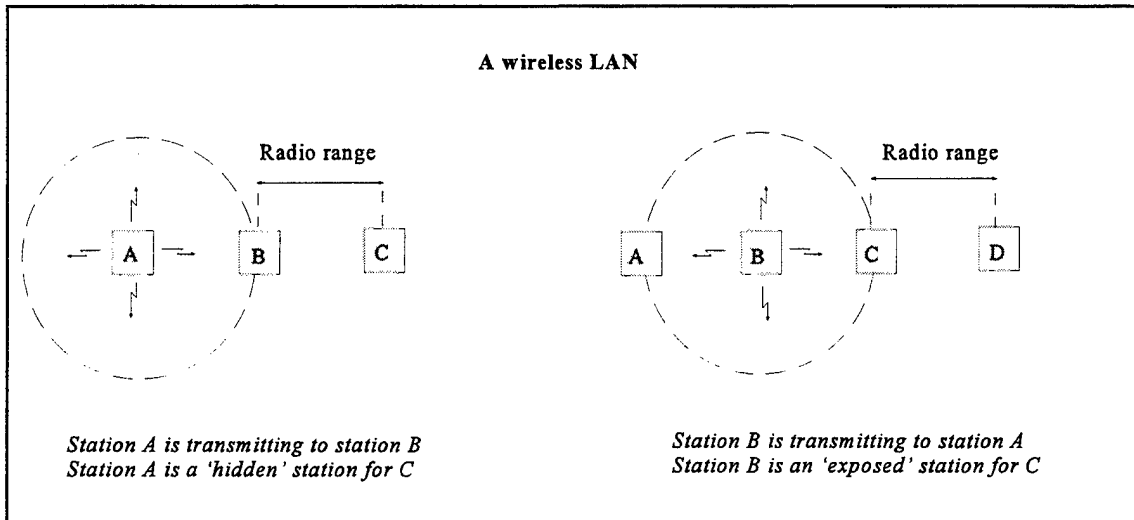 A wireless LAN
Radio range
A
B
C
Station A is transmitting to station B
Station A is a 'hidden' station for C
Radio range
A
B
C
D
Station B is transmitting to station A
Station B is an 'exposed' station for C